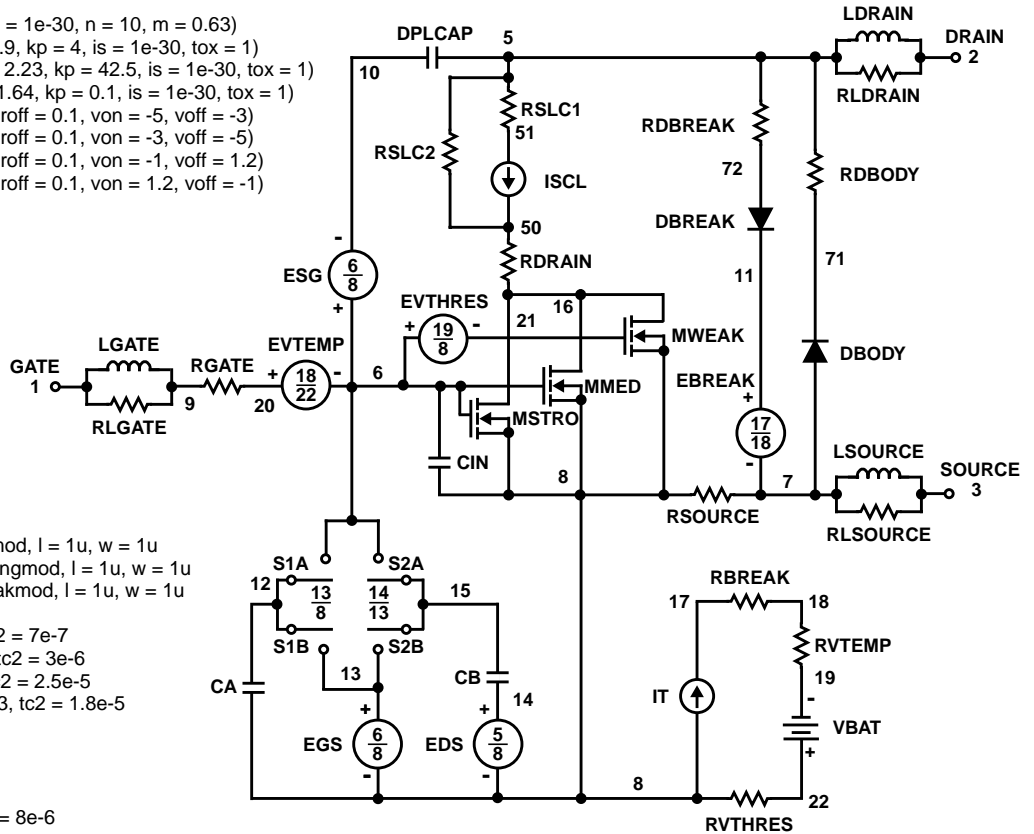 = 1e-30, n = 10, m = 0.63)
.9, kp = 4, is = 1e-30, tox = 1)
2.23, kp = 42.5, is = 1e-30, tox = 1)
1.64, kp = 0.1, is = 1e-30, tox = 1)
roff = 0.1, von = -5, voff = -3)
roff = 0.1, von = -3, voff = -5)
roff = 0.1, von = -1, voff = 1.2)
roff = 0.1, von = 1.2, voff = -1)
LDRAIN
DPLCAP 5 DRAIN
10 2
RLDRAIN
RSLC1
51
RDBREAK
RSLC2
72
RDBODY
ISCL
DBREAK
50
-
RDRAIN
71
ESG 6/8
11
+
EVTHRES 16
+ 19/8 - 21
MWEAK
LGATE
EVTEMP
DBODY
GATE
RGATE
1
+ 18/22 - 6
EBREAK +
MMED
9 20
RLGATE
MSTRO
17/18
-
LSOURCE
CIN 8 7 SOURCE
3
RSOURCE
RLSOURCE
mod, l = 1u, w = 1u
ngmod, l = 1u, w = 1u
akmod, l = 1u, w = 1u
S1A S2A
12 13/8 14/13 15
RBREAK
17 18
2 = 7e-7
tc2 = 3e-6
2 = 2.5e-5
3, tc2 = 1.8e-5
S1B S2B
RVTEMP
13
19
CA CB
-
IT
14
+ +
VBAT
EGS 6/8 EDS 5/8
+
- -
8 22
RVTHRES
= 8e-6